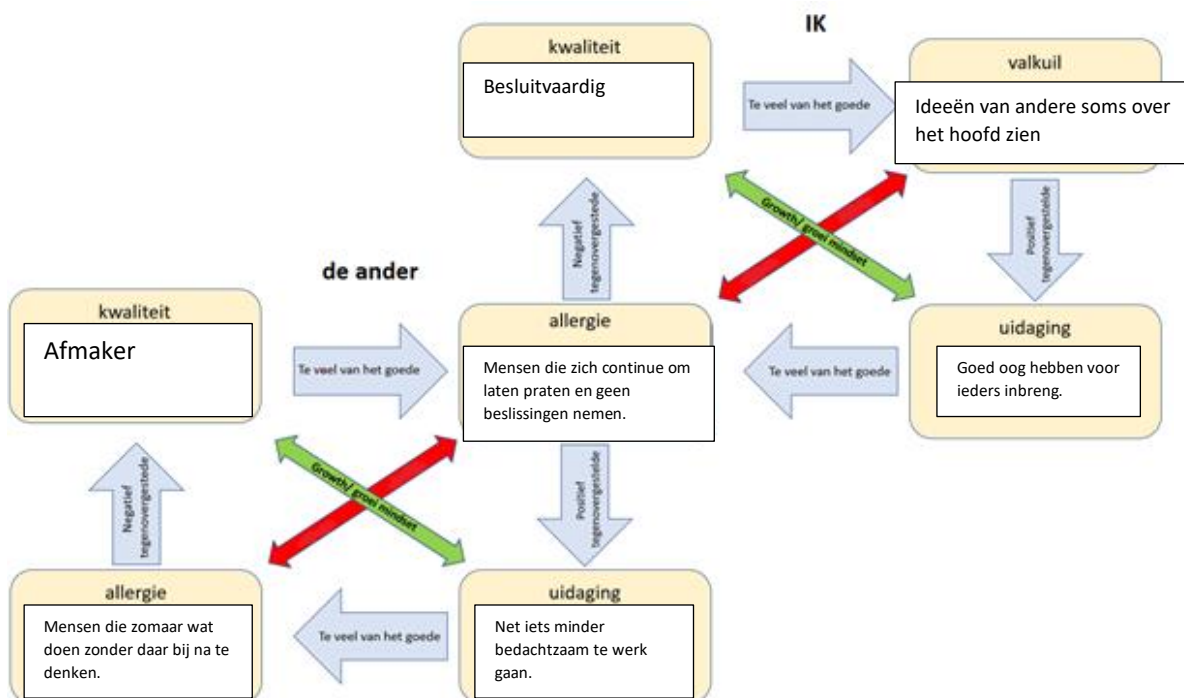 IK
kwaliteit
Besluitvaardig
Te veel van het goede
valkuil
Ideeën van andere soms over
het hoofd zien
Negatief
tegenovergestede
Growth/ groei mindset
Positief
tegenovergestelde
de ander
kwaliteit
Afmaker
Te veel van het goede
allergie
Mensen die zich continue om
laten praten en geen
beslissingen nemen.
Te veel van het goede
uidaging
Goed oog hebben voor
ieders inbreng.
Negatief
tegenovergestede
Growth/ groei mindset
Positief
tegenovergestelde
allergie
Mensen die zomaar wat
doen zonder daar bij na te
denken.
Te veel van het goede
uidaging
Net iets minder
bedachtzaam te werk
gaan.